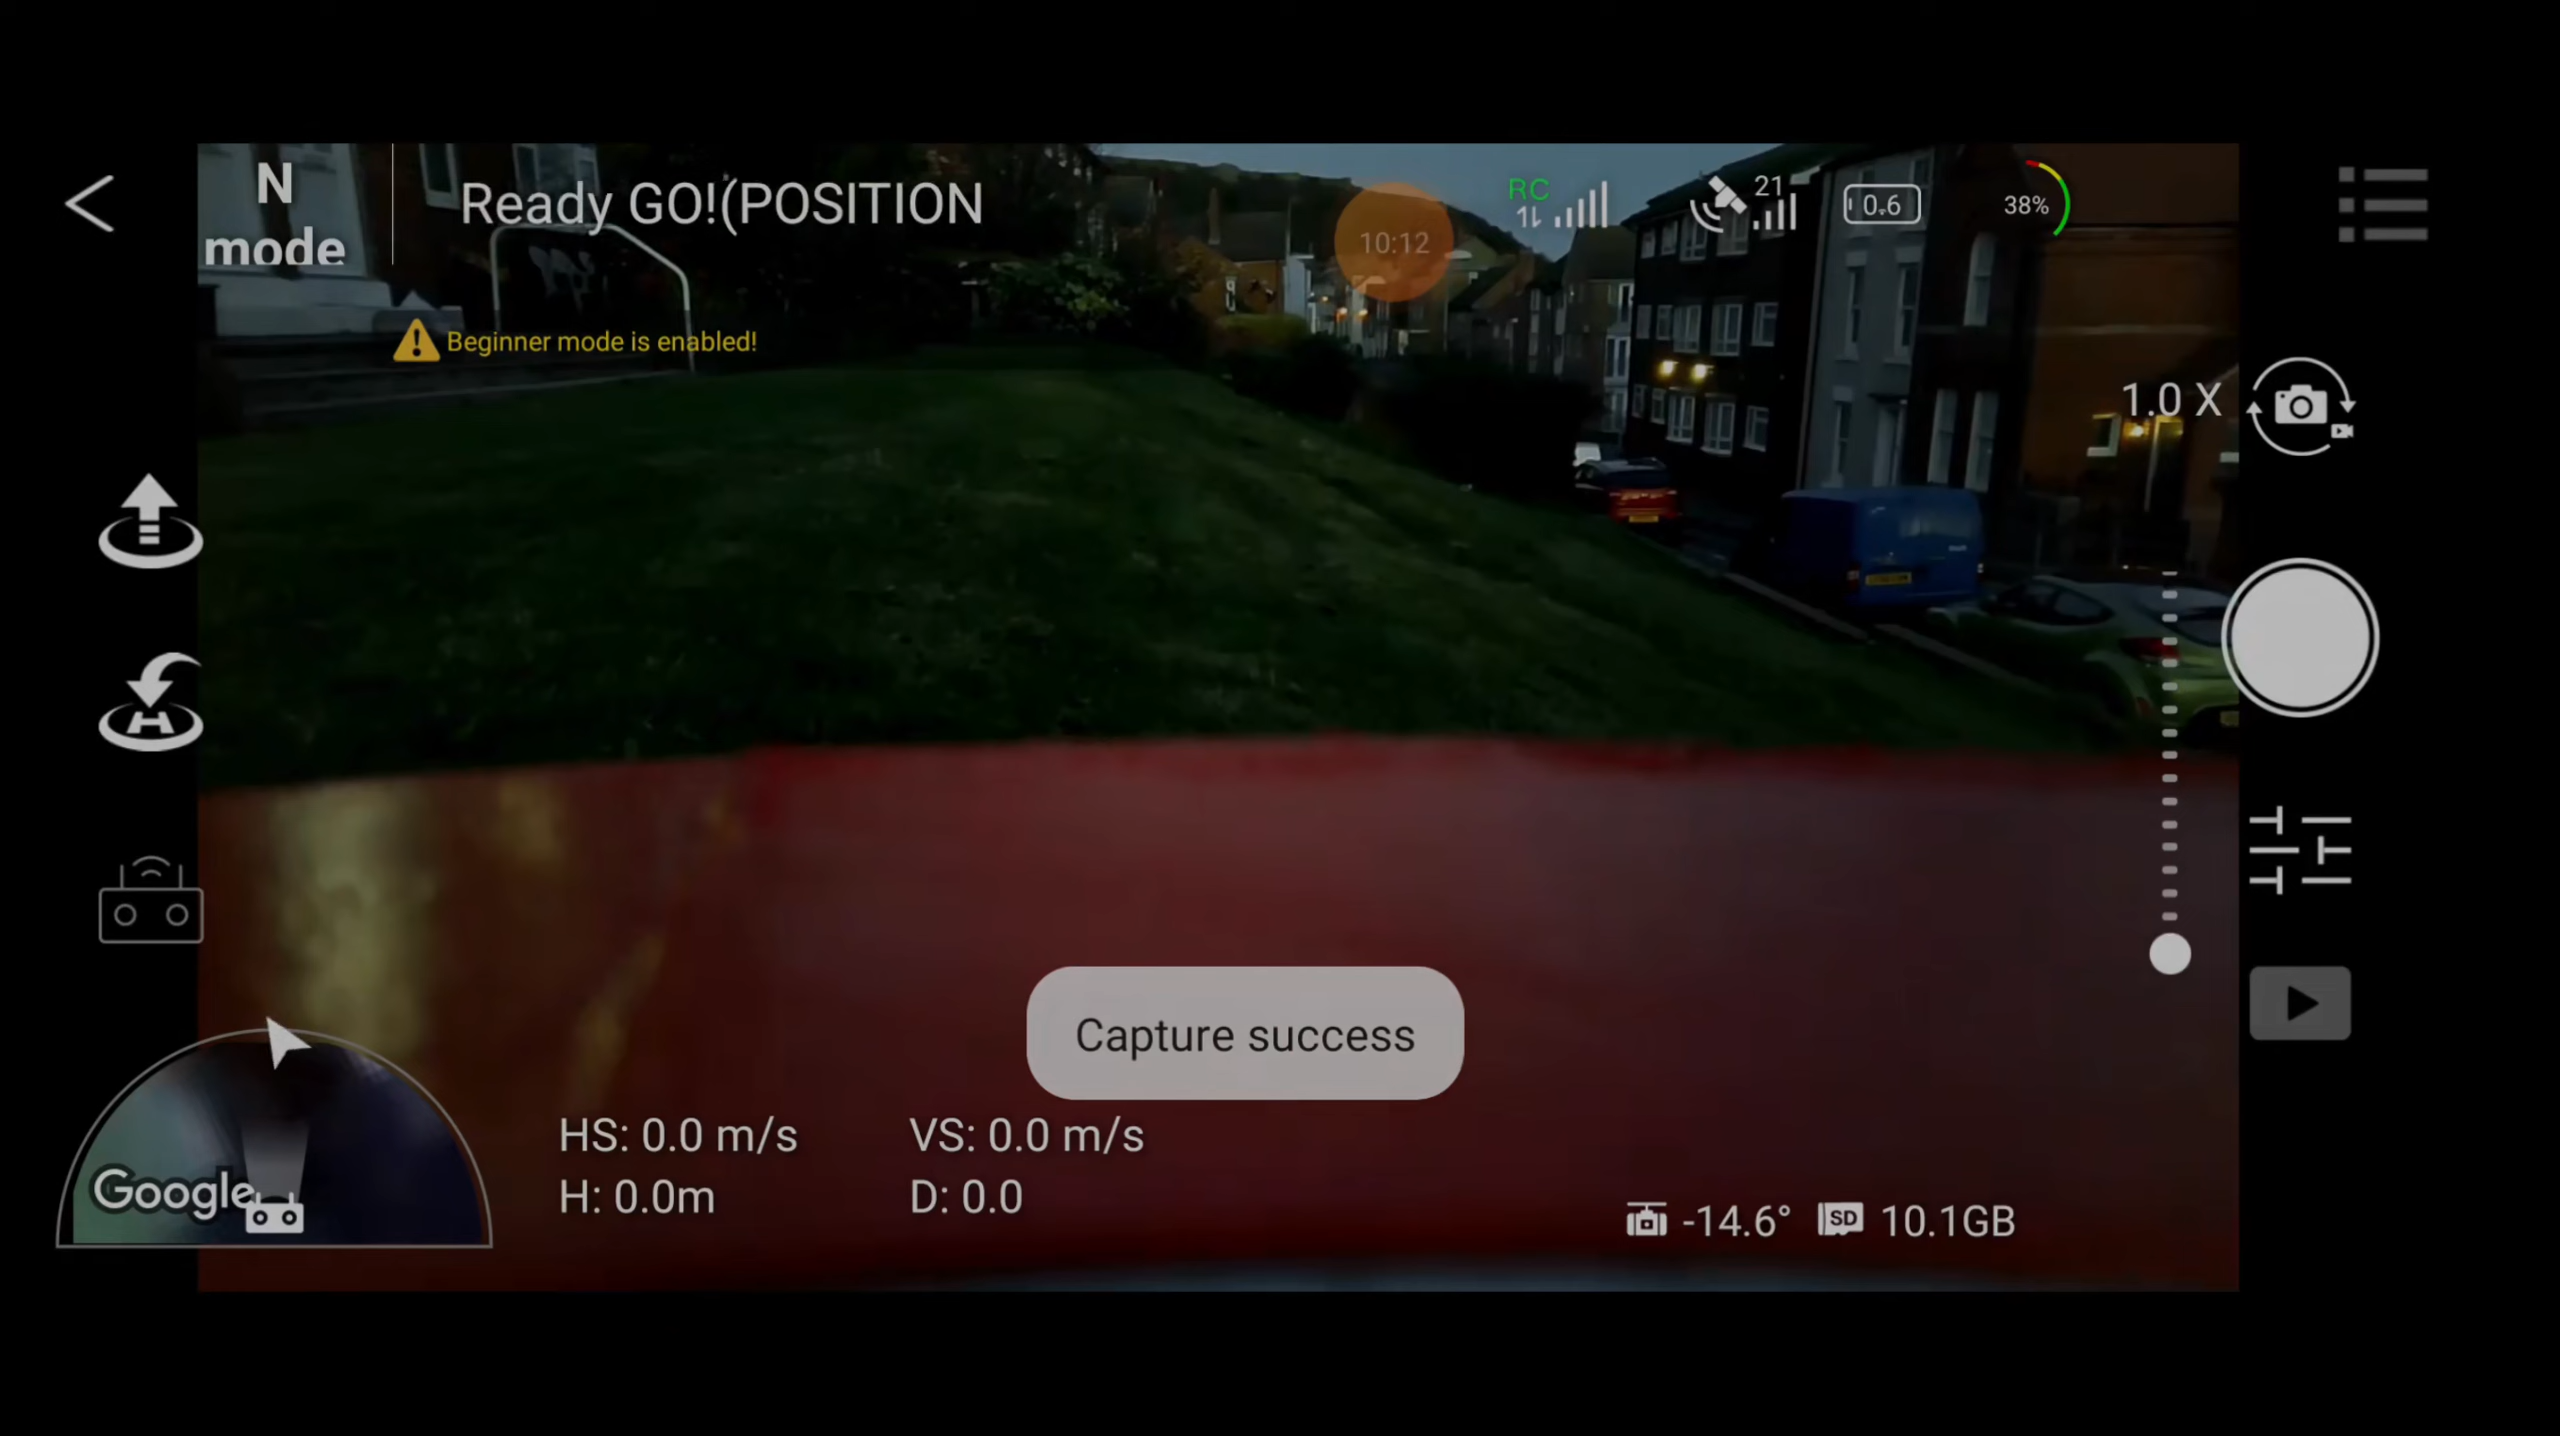 N
mode
Ready GO!(POSITION
10:12
RC
21
0.6
38%
Beginner mode is enabled!
1.0 X
Capture success
HS: 0.0 m/s
VS: 0.0 m/s
Google
H: 0.0m
D: 0.0
-14.6°
SD
10.1GB